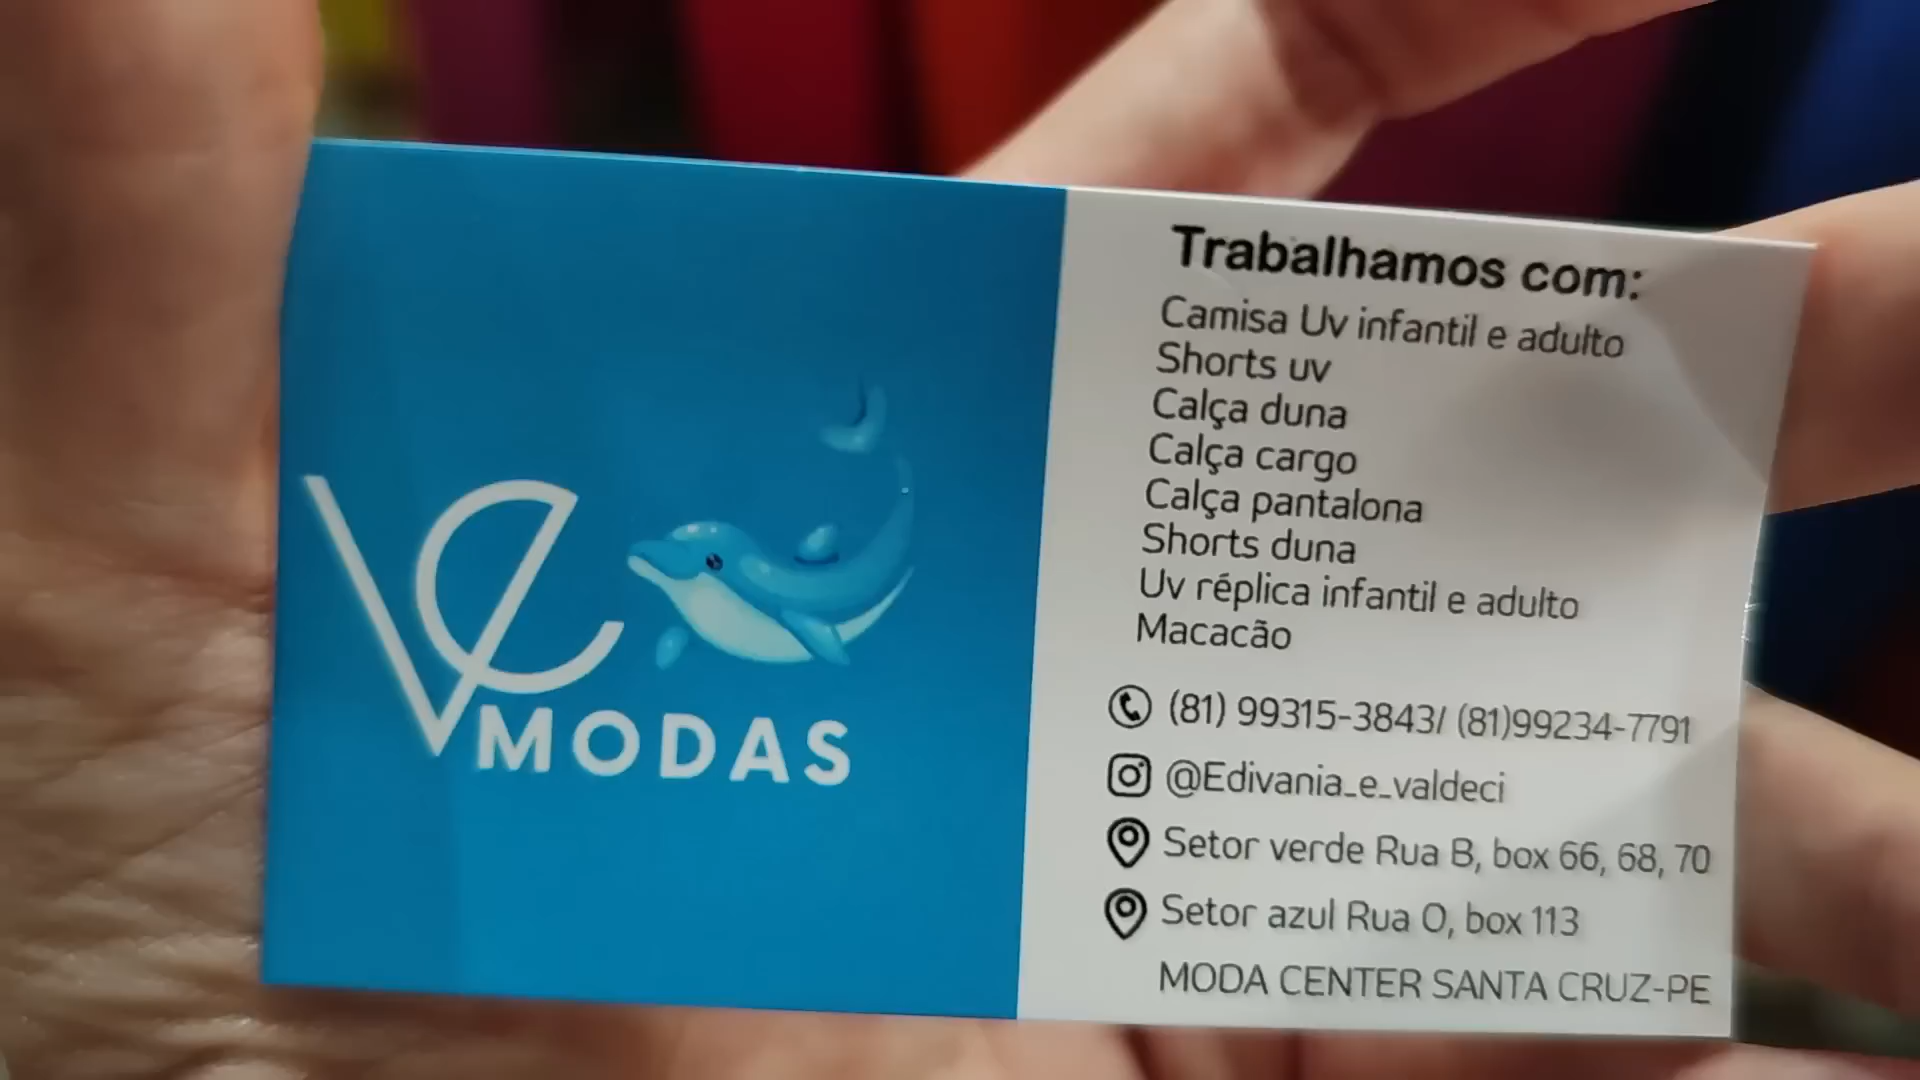 Ve
MODAS
Trabalhamos com:
Camisa Uv infantil e adulto
Shorts uv
Calça duna
Calça cargo
Calça pantalona
Shorts duna
Uv réplica infantil e adulto
Macacão
(81) 99315-3843/ (81)99234-7791
@Edivania_e_valdeci
Setor verde Rua B, box 66, 68, 70
Setor azul Rua O, box 113
MODA CENTER SANTA CRUZ-PE